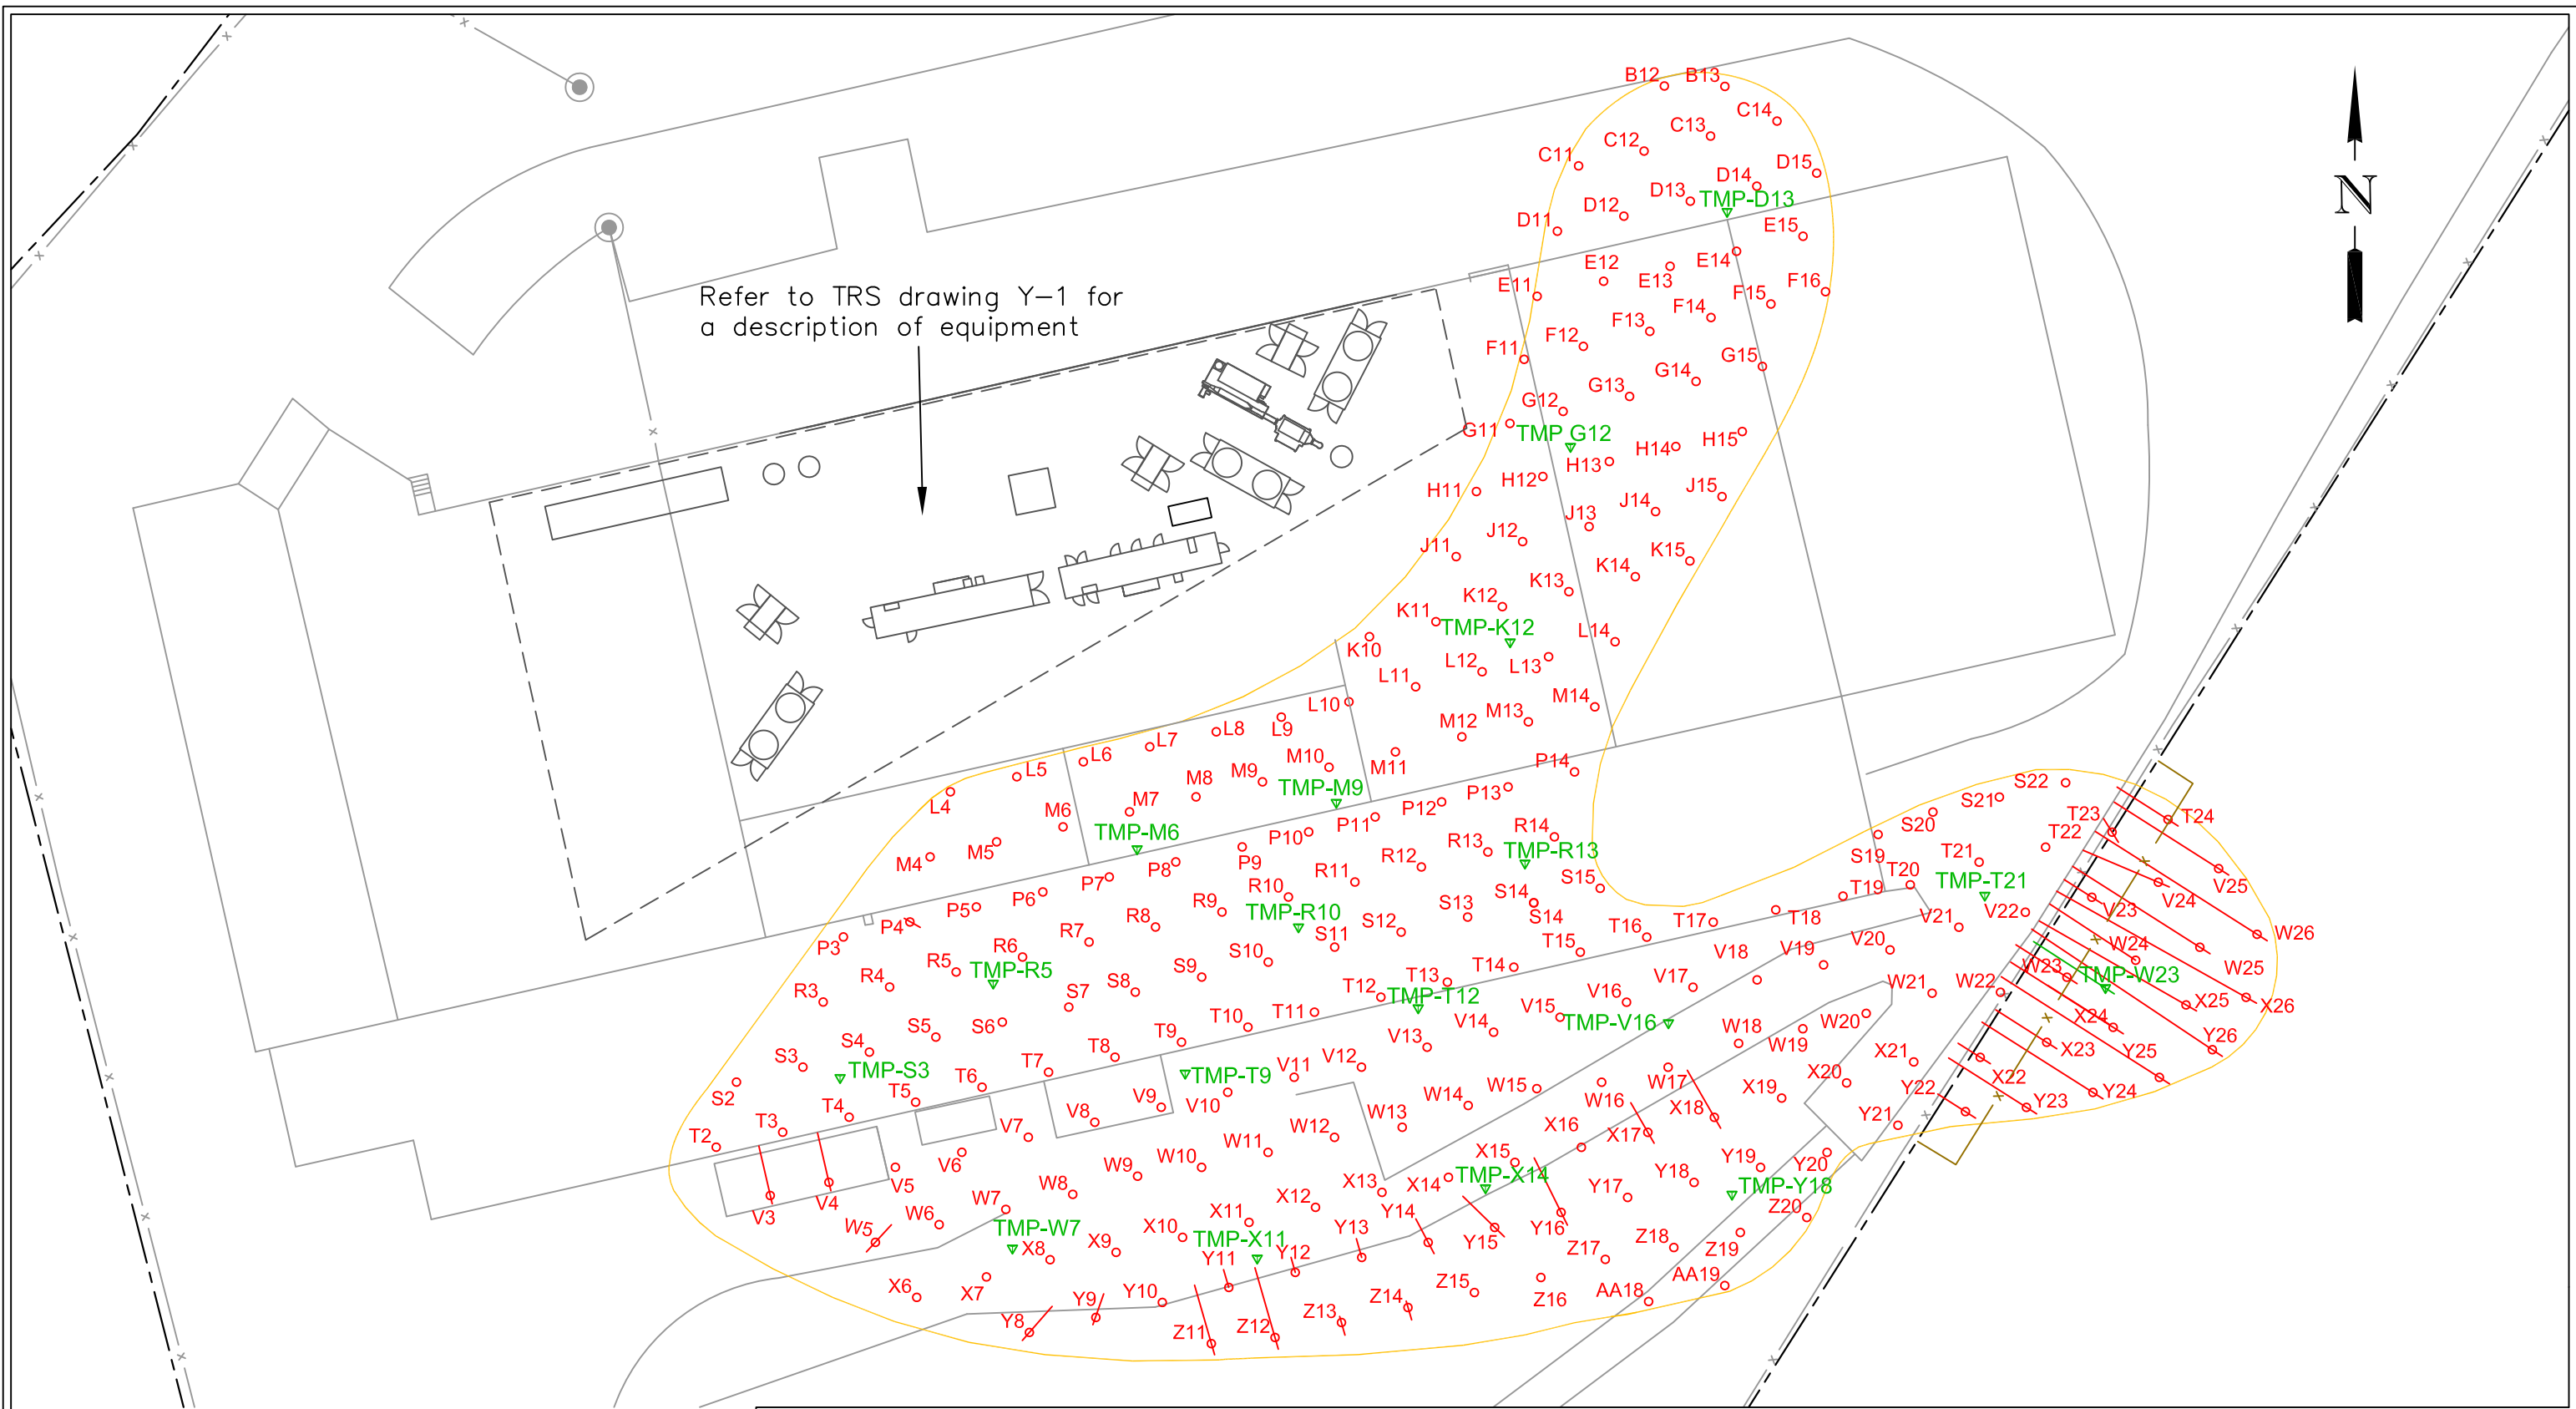 B12 B13
C14
C13
C12
C11
D15
D14
D13
TMP-D13
D12
D11
E15
E14
E12
E13
E11
F16
F15
F14
F13
F12
F11
N
Refer to TRS drawing Y-1 for
a description of equipment
G15
G14
G13
G12
G11
TMP G12
H15
H14
H13
H12
H11
J15
J14
J13
J12
J11
K15
K14
K13
K12
K11
TMP-K12
K10
L14
L13
L12
L11
L10
L9
L8
L7
L6
L5
L4
M14
M13
M12
M11
M10
M9
TMP-M9
M8
M7
M6
TMP-M6
M5
M4
P14
P13
P12
P11
P10
P9
P8
P7
P6
P5
P4
P3
R14
R13
TMP-R13
R12
R11
R10
TMP-R10
R9
R8
R7
R6
TMP-R5
R5
R4
R3
S22
S21
S20
S19
S15
S14
S14
S13
S12
S11
S10
S9
S8
S7
S6
S5
S4
S3
TMP-S3
S2
T24
T23
T22
T21
TMP-T21
T20
T19
T18
T17
T16
T15
T14
T13
T12
TMP-T12
T11
T10
T9
TMP-T9
T8
T7
T6
T5
T4
T3
T2
V25
V24
V23
V22
V21
V20
V19
V18
V17
V16
TMP-V16
V15
V14
V13
V12
V11
V10
V9
V8
V7
V6
V5
V4
V3
W26
W25
W24
W23
TMP-W23
W22
W21
W20
W19
W18
W17
W16
W15
W14
W13
W12
W11
W10
W9
W8
W7
TMP-W7
W6
W5
X26
X25
X24
X23
X22
X21
X20
X19
X18
X17
X16
X15
TMP-X14
X14
X13
X12
X11
TMP-X11
X10
X9
X8
X7
X6
Y26
Y25
Y24
Y23
Y22
Y21
Y20
Y19
TMP-Y18
Y18
Y17
Y16
Y15
Y14
Y13
Y12
Y11
Y10
Y9
Y8
Z20
Z19
Z18
Z17
Z16
Z15
Z14
Z13
Z12
Z11
AA19
AA18